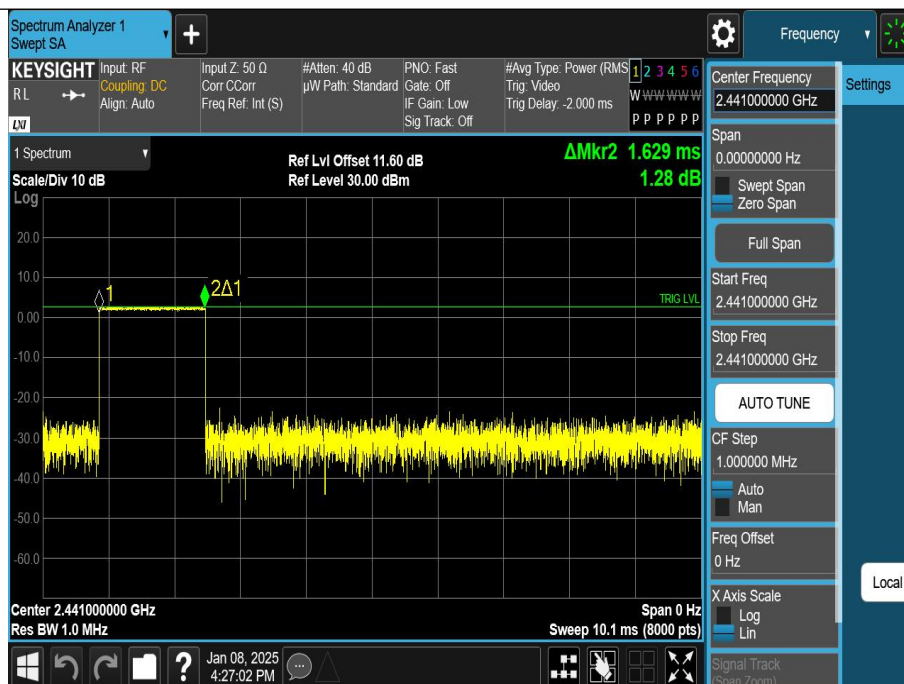 Spectrum Analyzer 1
Swept SA
Frequency
KEYSIGHT
R L
LXI
Input: RF
Coupling: DC
Align: Auto
Input Z: 50 Ω
Corr CCorr
Freq Ref: Int (S)
#Atten: 40 dB
µW Path: Standard
PNO: Fast
Gate: Off
IF Gain: Low
Sig Track: Off
#Avg Type: Power (RMS
Trig: Video
Trig Delay: -2.000 ms
1 2 3 4 5 6
W W W W W W
P P P P P P
Center Frequency
2.441000000 GHz
Settings
Span
0.00000000 Hz
Swept Span
Zero Span
Full Span
Start Freq
2.441000000 GHz
Stop Freq
2.441000000 GHz
AUTO TUNE
CF Step
1.000000 MHz
Auto
Man
Freq Offset
0 Hz
X Axis Scale
Log
Lin
Signal Track
(Span Zoom)
Local
1 Spectrum
Scale/Div 10 dB
Log
Ref Lvl Offset 11.60 dB
Ref Level 30.00 dBm
ΔMkr2 1.629 ms
1.28 dB
20.0
10.0
0.00
-10.0
-20.0
-30.0
-40.0
-50.0
-60.0
1
2Δ1
TRIG LVL
Center 2.441000000 GHz
Res BW 1.0 MHz
Span 0 Hz
Sweep 10.1 ms (8000 pts)
?
Jan 08, 2025
4:27:02 PM